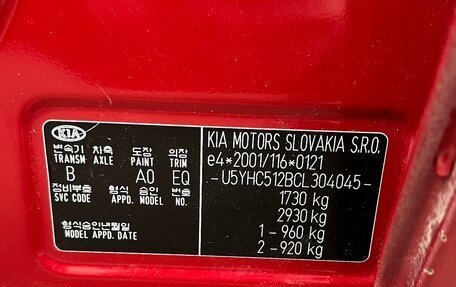 KIA
변속기 차축 도장 의장
TRANSM AXLE PAINT TRIM
B A0 EQ
정비부호 형식 승인 번호
SVC CODE APPD. NO.
형식승인년월일
MODEL APPD. DATE
KIA MOTORS SLOVAKIA S.R.O.
e4*2001/116*0121
-U5YHC512BCL304045-
1730 kg
2930 kg
1-960 kg
2-920 kg